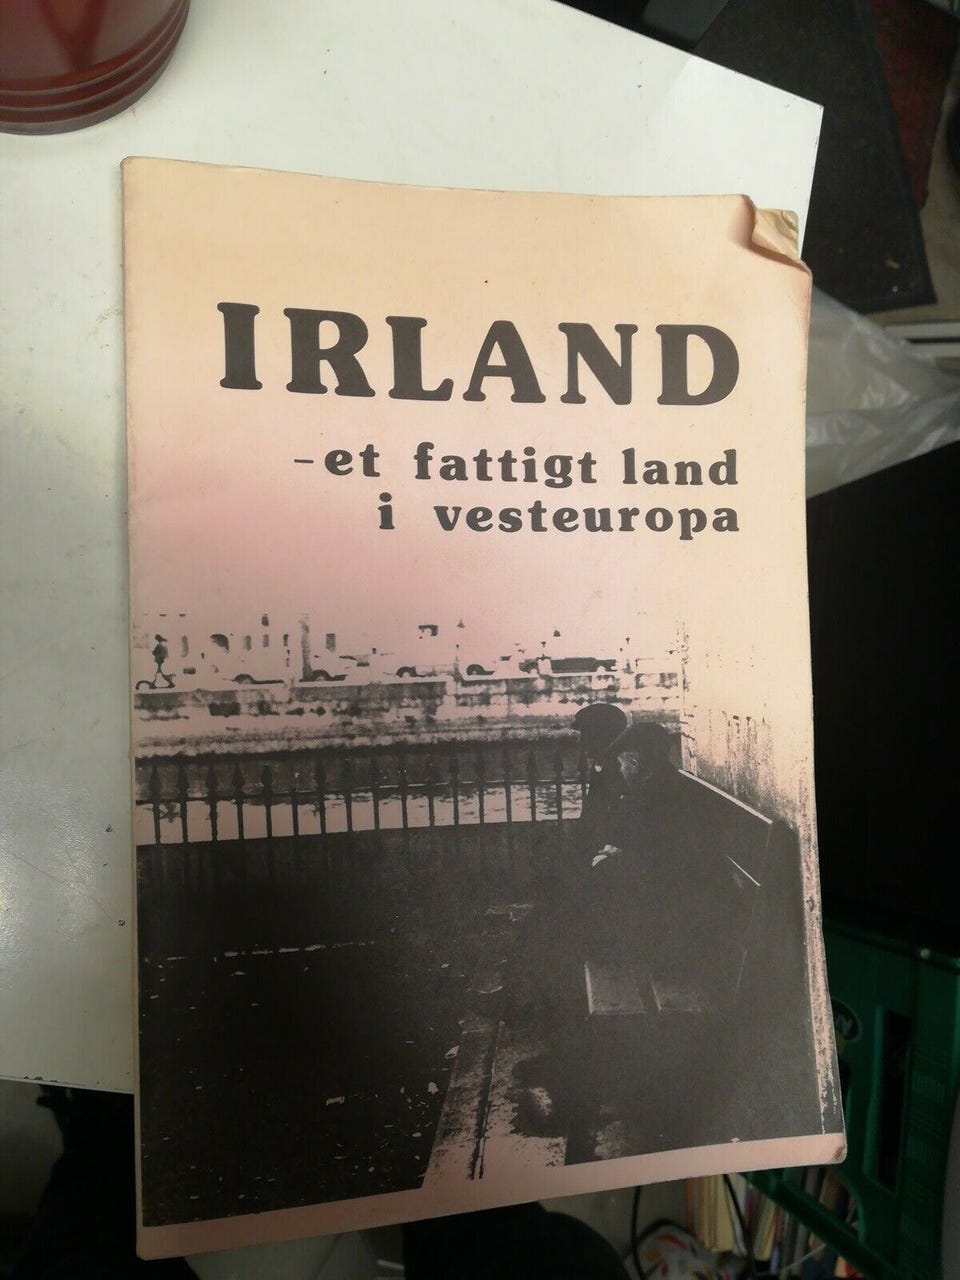 IRLAND
-et fattigt land
i vesteuropa